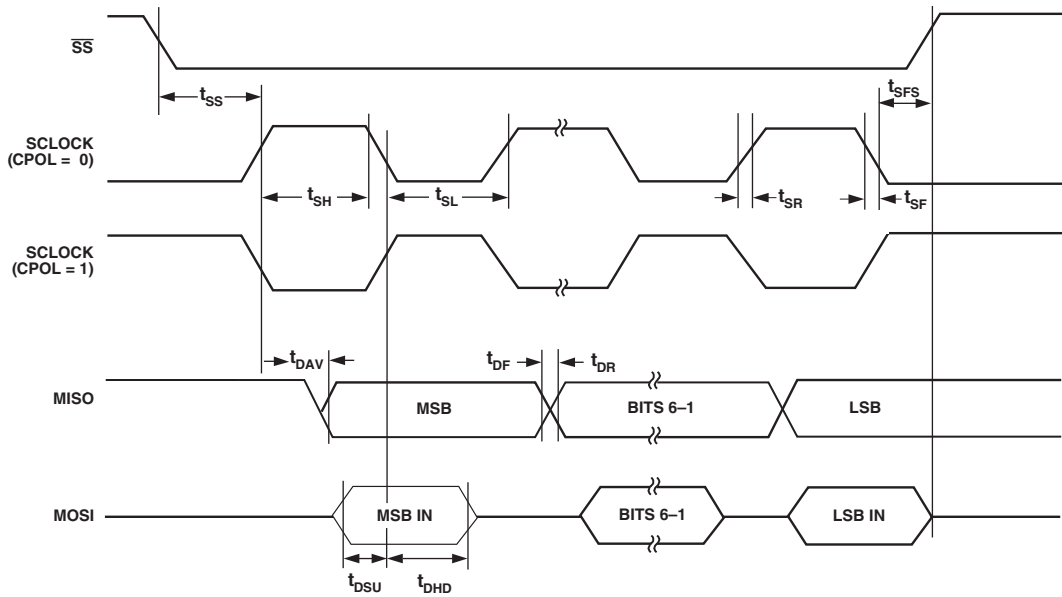 SS
tSS
tSFS
SCLOCK
(CPOL = 0)
tSH
tSL
tSR
tSF
SCLOCK
(CPOL = 1)
tDAV
tDF
tDR
MISO
MSB
BITS 6–1
LSB
MOSI
MSB IN
BITS 6–1
LSB IN
tDSU
tDHD